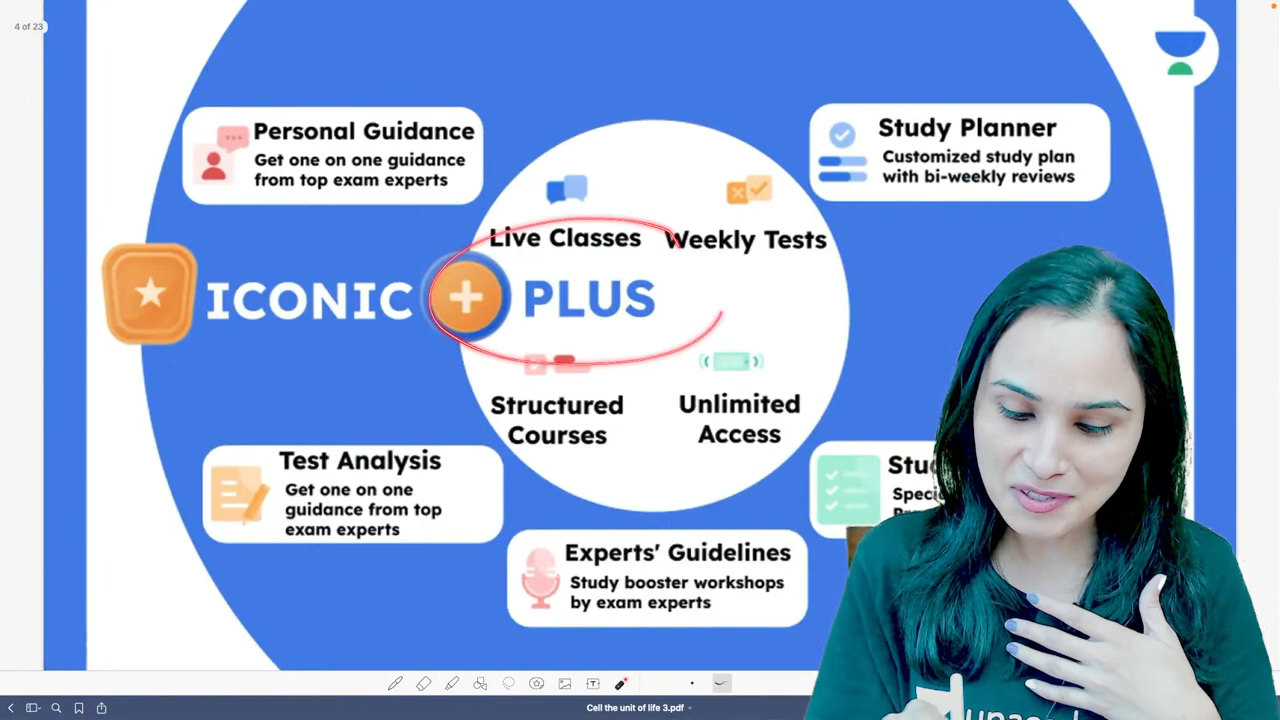 4 of 23
Personal Guidance
Get one on one guidance
from top exam experts
Study Planner
Customized study plan
with bi-weekly reviews
Live Classes
Weekly Tests
ICONIC
PLUS
Structured
Courses
Unlimited
Access
Test Analysis
Get one on one
guidance from top
exam experts
Experts' Guidelines
Study booster workshops
by exam experts
Cell the unit of life 3.pdf